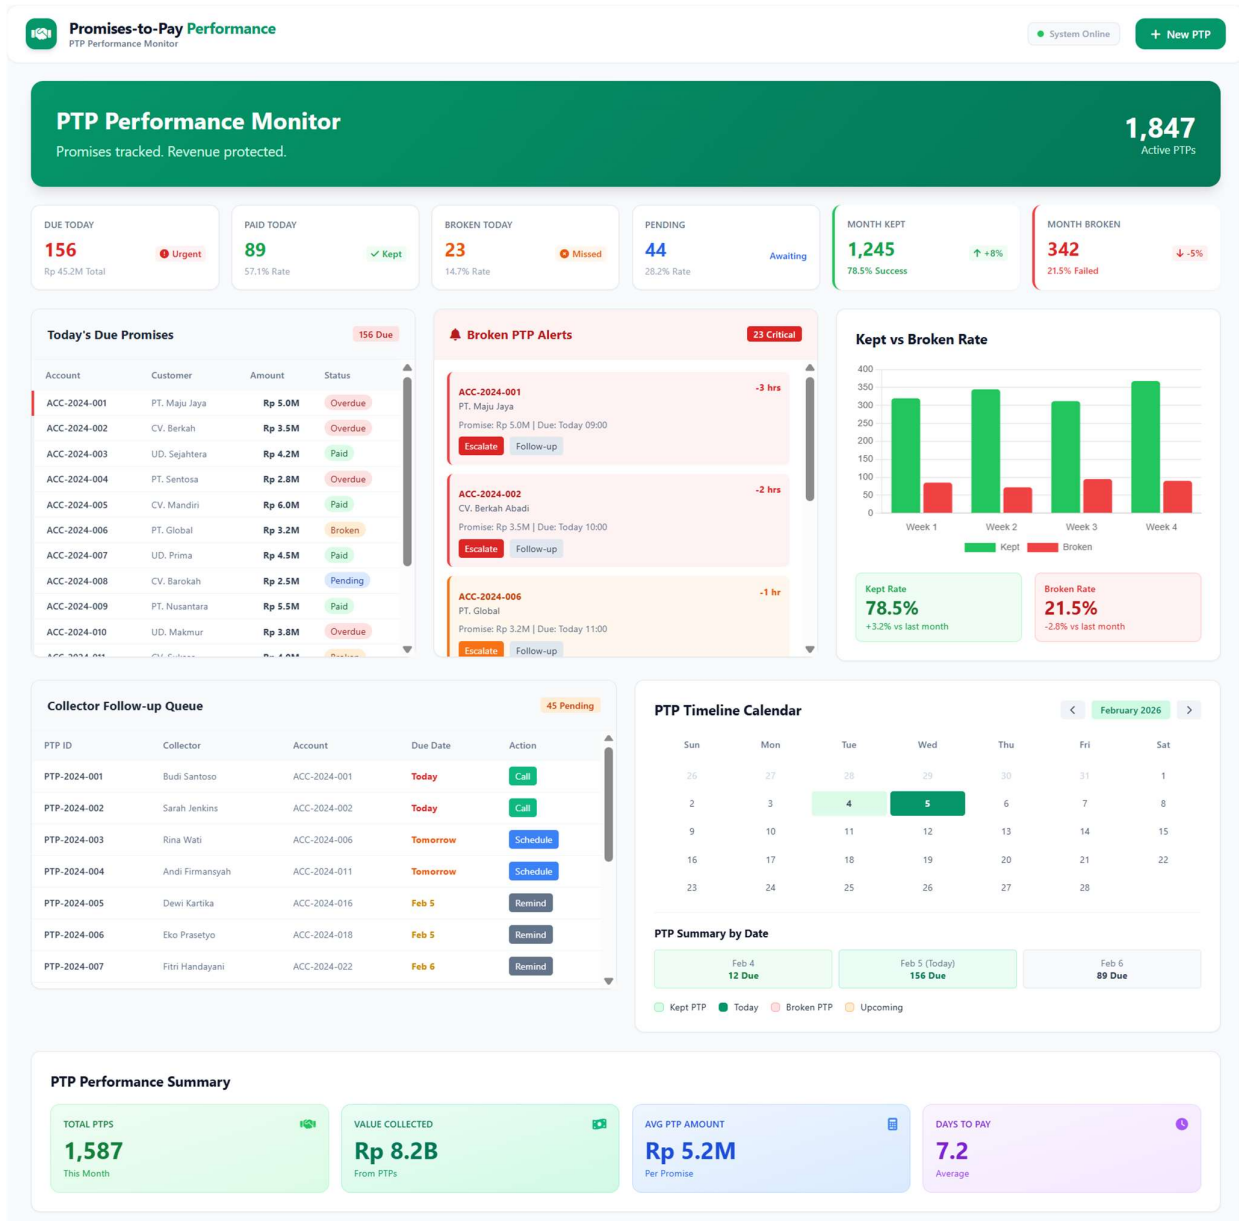 Promises-to-Pay Performance
PTP Performance Monitor
System Online
+ New PTP
PTP Performance Monitor
Promises tracked. Revenue protected.
1,847
Active PTPs
DUE TODAY
156
Urgent
Rp 45.2M Total
PAID TODAY
89
Kept
57.1% Rate
BROKEN TODAY
23
Missed
14.7% Rate
PENDING
44
Awaiting
28.2% Rate
MONTH KEPT
1,245
↑ +8%
78.5% Success
MONTH BROKEN
342
↓ -5%
21.5% Failed
Today's Due Promises
156 Due
Account Customer Amount Status
ACC-2024-001 PT. Maju Jaya Rp 5.0M Overdue
ACC-2024-002 CV. Berkah Rp 3.5M Overdue
ACC-2024-003 UD. Sejahtera Rp 4.2M Paid
ACC-2024-004 PT. Sentosa Rp 2.8M Overdue
ACC-2024-005 CV. Mandiri Rp 6.0M Paid
ACC-2024-006 PT. Global Rp 3.2M Broken
ACC-2024-007 UD. Prima Rp 4.5M Paid
ACC-2024-008 CV. Barokah Rp 2.5M Pending
ACC-2024-009 PT. Nusantara Rp 5.5M Paid
ACC-2024-010 UD. Makmur Rp 3.8M Overdue
Broken PTP Alerts
23 Critical
ACC-2024-001 -3 hrs
PT. Maju Jaya
Promise: Rp 5.0M | Due: Today 09:00
Escalate Follow-up
ACC-2024-002 -2 hrs
CV. Berkah Abadi
Promise: Rp 3.5M | Due: Today 10:00
Escalate Follow-up
ACC-2024-006 -1 hr
PT. Global
Promise: Rp 3.2M | Due: Today 11:00
Escalate Follow-up
Kept vs Broken Rate
400
350
300
250
200
150
100
50
0
Week 1 Week 2 Week 3 Week 4
Kept Broken
Kept Rate
78.5%
+3.2% vs last month
Broken Rate
21.5%
-2.8% vs last month
Collector Follow-up Queue
45 Pending
PTP ID Collector Account Due Date Action
PTP-2024-001 Budi Santoso ACC-2024-001 Today Call
PTP-2024-002 Sarah Jenkins ACC-2024-002 Today Call
PTP-2024-003 Rina Wati ACC-2024-006 Tomorrow Schedule
PTP-2024-004 Andi Firmansyah ACC-2024-011 Tomorrow Schedule
PTP-2024-005 Dewi Kartika ACC-2024-016 Feb 5 Remind
PTP-2024-006 Eko Prasetyo ACC-2024-018 Feb 5 Remind
PTP-2024-007 Fitri Handayani ACC-2024-022 Feb 6 Remind
PTP Timeline Calendar
February 2026
Sun Mon Tue Wed Thu Fri Sat
26 27 28 29 30 31 1
2 3 4 5 6 7 8
9 10 11 12 13 14 15
16 17 18 19 20 21 22
23 24 25 26 27 28
PTP Summary by Date
Feb 4
12 Due
Feb 5 (Today)
156 Due
Feb 6
89 Due
Kept PTP Today Broken PTP Upcoming
PTP Performance Summary
TOTAL PTPS
1,587
This Month
VALUE COLLECTED
Rp 8.2B
From PTPs
AVG PTP AMOUNT
Rp 5.2M
Per Promise
DAYS TO PAY
7.2
Average